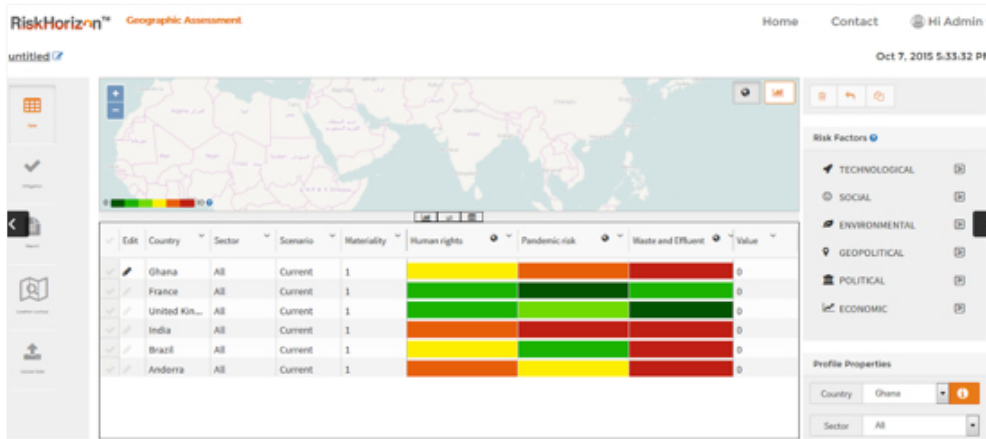 RiskHorizon™ Geographic Assessment Home Contact Hi Admin
untitled Oct 7, 2015 5:33:32 PM
0 10
Risk Factors
TECHNOLOGICAL
SOCIAL
ENVIRONMENTAL
GEOPOLITICAL
POLITICAL
ECONOMIC
Edit Country Sector Scenario Materiality Human rights Pandemic risk Waste and Effluent Value
Ghana All Current 1 0
France All Current 1 0
United Kin... All Current 1 0
India All Current 1 0
Brazil All Current 1 0
Andorra All Current 1 0
Profile Properties
Country Ghana
Sector All